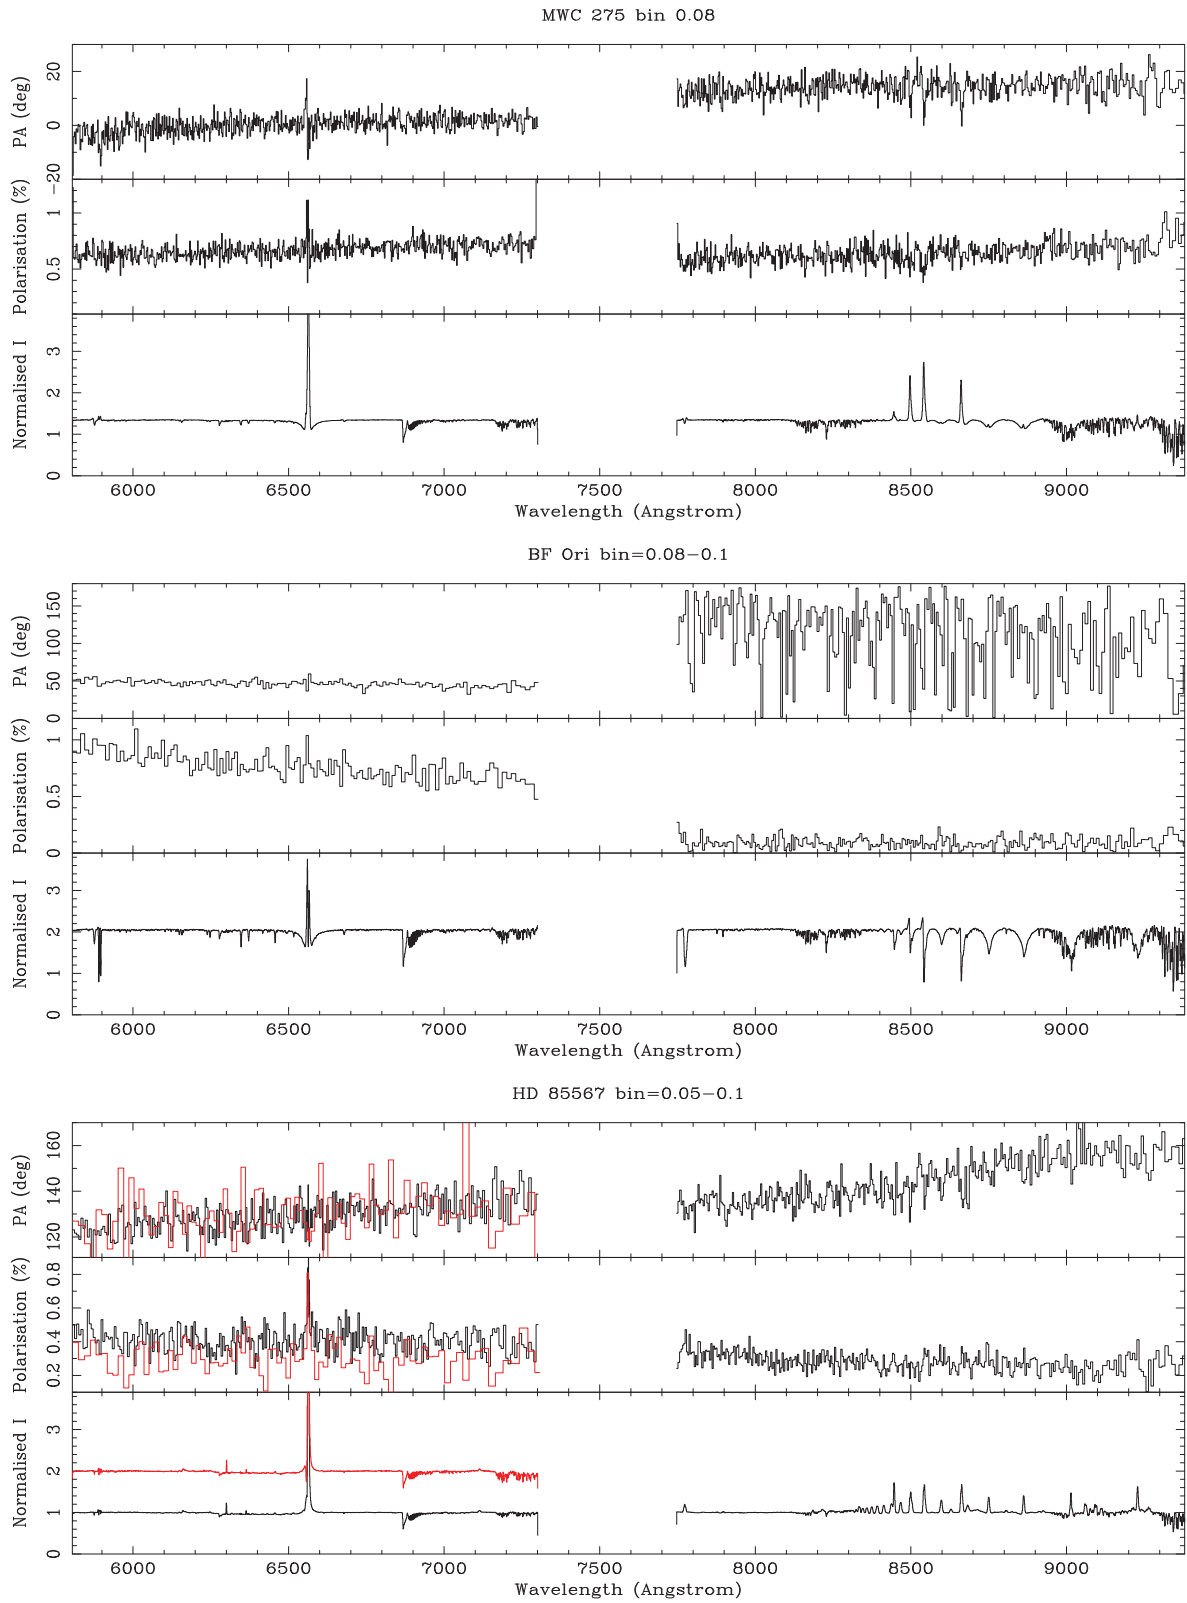 MWC 275 bin 0.08
PA (deg)
20
0
−20
Polarisation (%)
1
0.5
Normalised I
3
2
1
0
6000 6500 7000 7500 8000 8500 9000
Wavelength (Angstrom)
BF Ori bin=0.08−0.1
PA (deg)
150
100
50
0
Polarisation (%)
1
0.5
0
Normalised I
3
2
1
0
6000 6500 7000 7500 8000 8500 9000
Wavelength (Angstrom)
HD 85567 bin=0.05−0.1
PA (deg)
160
140
120
Polarisation (%)
0.8
0.6
0.4
0.2
Normalised I
3
2
1
0
6000 6500 7000 7500 8000 8500 9000
Wavelength (Angstrom)